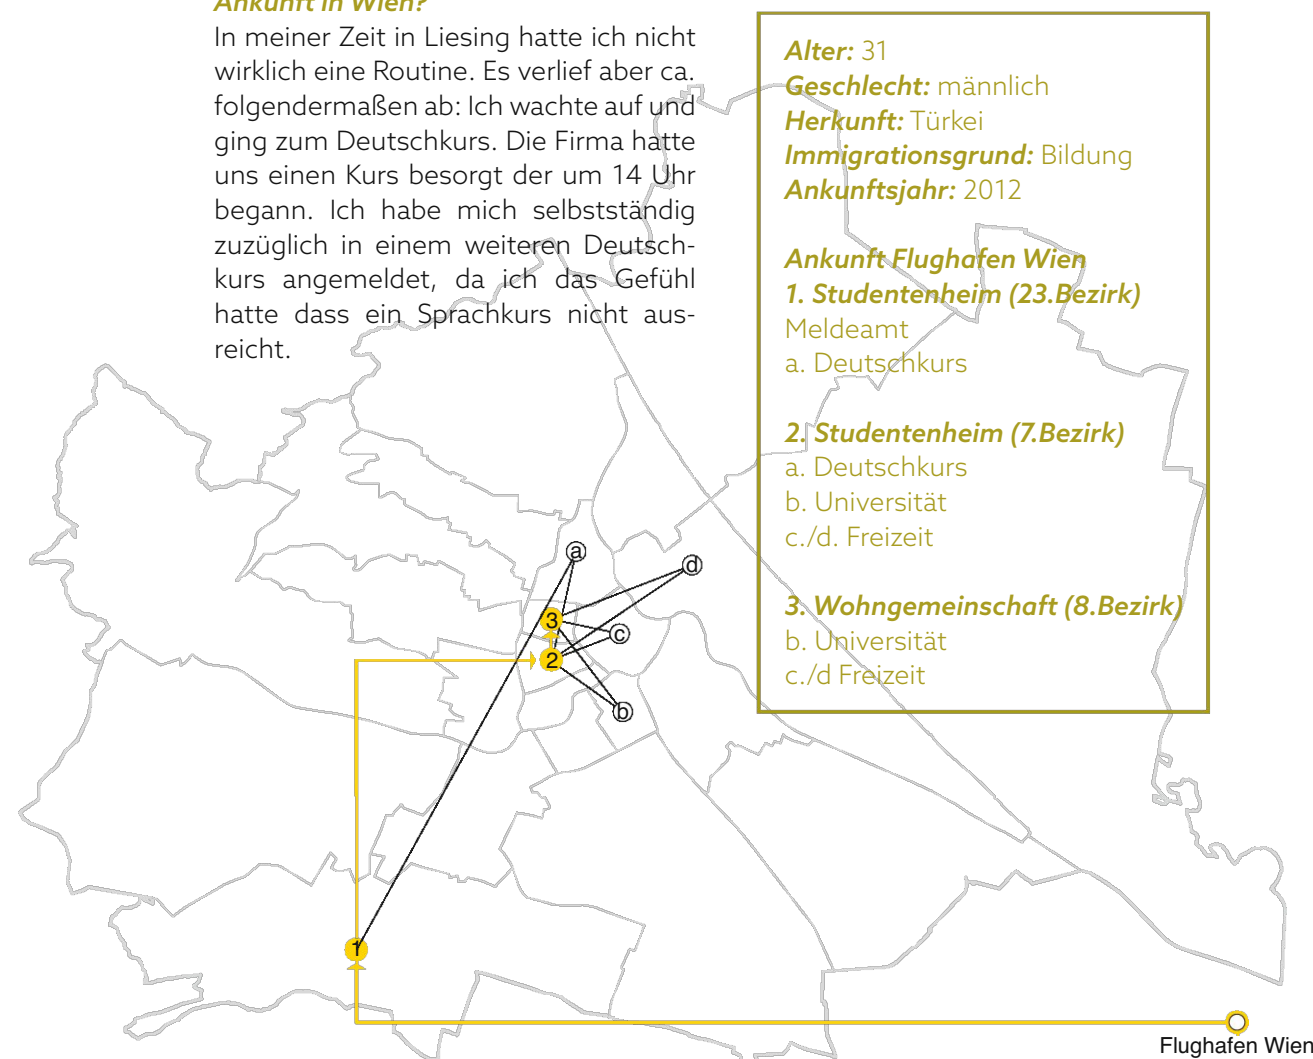 Ankunft in Wien?
In meiner Zeit in Liesing hatte ich nicht
wirklich eine Routine. Es verlief aber ca.
folgendermaßen ab: Ich wachte auf und
ging zum Deutschkurs. Die Firma hatte
uns einen Kurs besorgt der um 14 Uhr
begann. Ich habe mich selbstständig
zuzüglich in einem weiteren Deutsch-
kurs angemeldet, da ich das Gefühl
hatte dass ein Sprachkurs nicht aus-
reicht.
Alter: 31
Geschlecht: männlich
Herkunft: Türkei
Immigrationsgrund: Bildung
Ankunftsjahr: 2012
Ankunft Flughafen Wien
1. Studentenheim (23.Bezirk)
Meldeamt
a. Deutschkurs
2. Studentenheim (7.Bezirk)
a. Deutschkurs
b. Universität
c./d. Freizeit
3. Wohngemeinschaft (8.Bezirk)
b. Universität
c./d Freizeit
a
d
3
c
2
b
1
Flughafen Wien